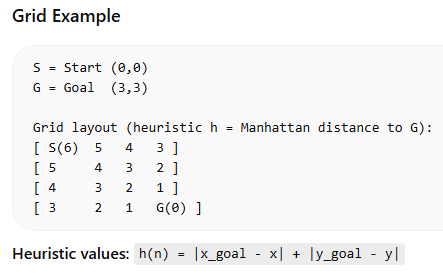 Grid Example
S = Start (0,0)
G = Goal  (3,3)
Grid layout (heuristic h = Manhattan distance to G):
[ S(6)  5   4   3 ]
[ 5     4   3   2 ]
[ 4     3   2   1 ]
[ 3     2   1   G(0) ]
Heuristic values: h(n) = |x_goal - x| + |y_goal - y|